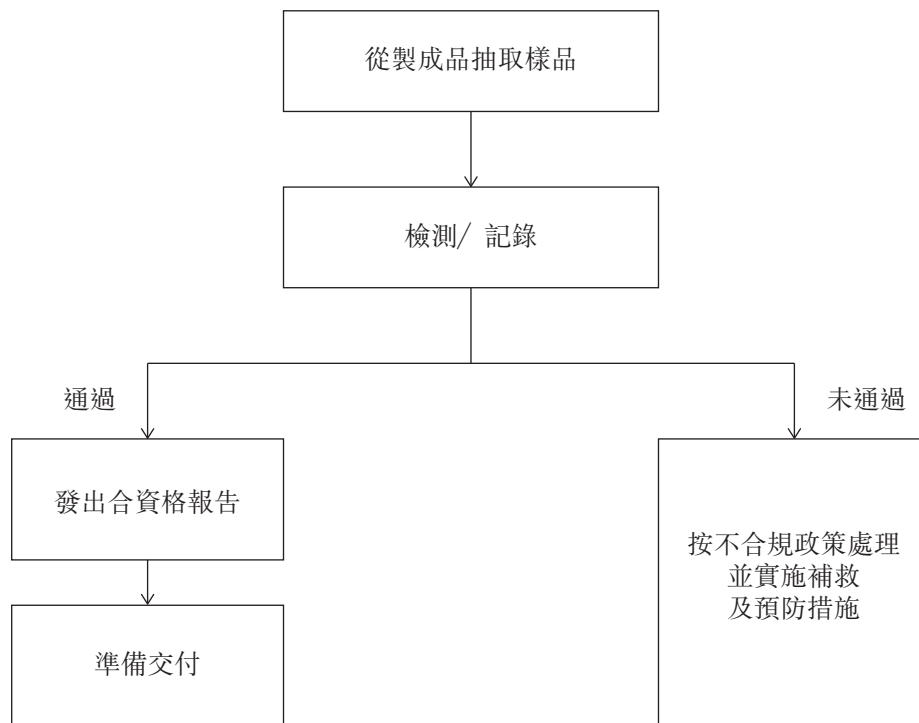 從製成品抽取樣品
檢測/ 記錄
通過
未通過
發出合資格報告
按不合規政策處理
並實施補救
及預防措施
準備交付